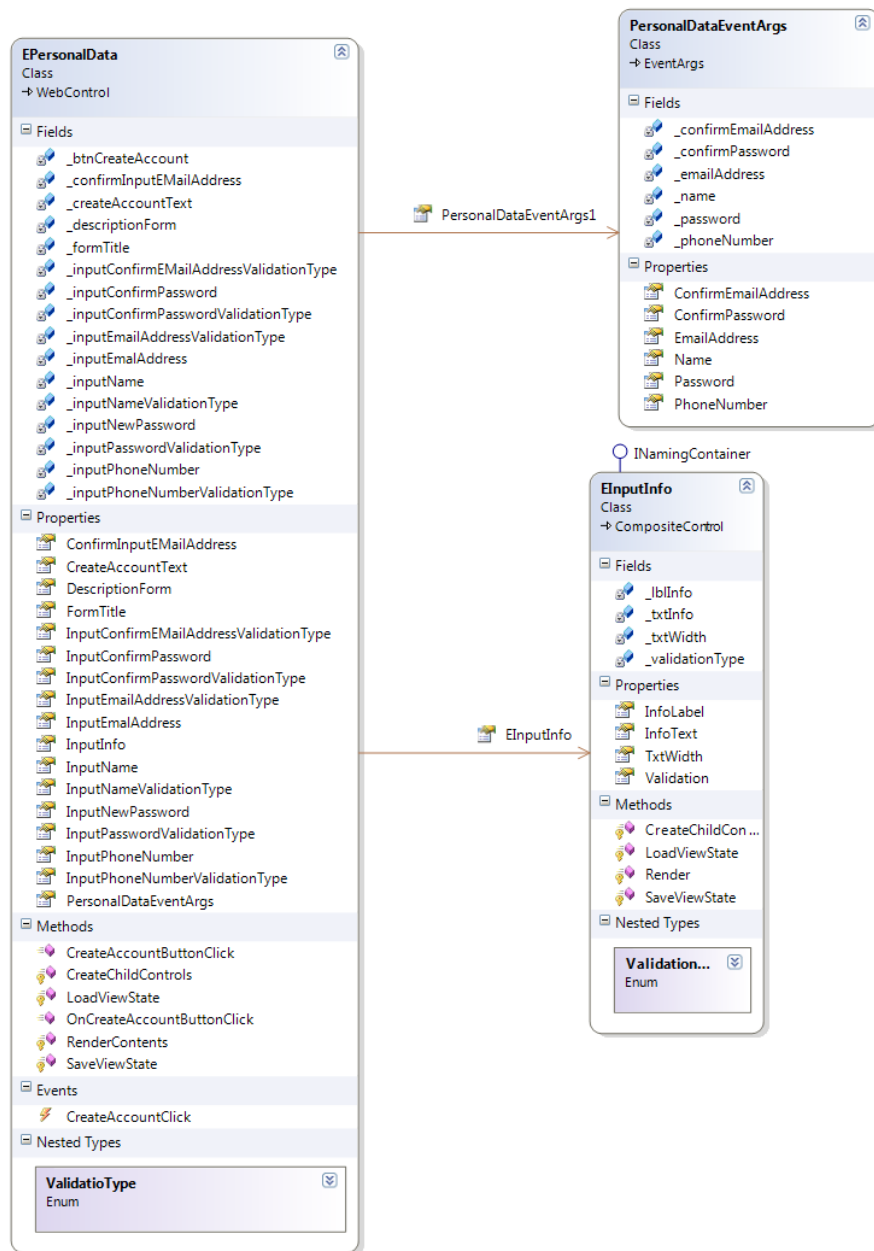 EPersonalData
Class
WebControl
Fields
_btnCreateAccount
_confirmInputEMailAddress
_createAccountText
_descriptionForm
_formTitle
_inputConfirmEMailAddressValidationType
_inputConfirmPassword
_inputConfirmPasswordValidationType
_inputEmailAddressValidationType
_inputEmalAddress
_inputName
_inputNameValidationType
_inputNewPassword
_inputPasswordValidationType
_inputPhoneNumber
_inputPhoneNumberValidationType
Properties
ConfirmInputEMailAddress
CreateAccountText
DescriptionForm
FormTitle
InputConfirmEMailAddressValidationType
InputConfirmPassword
InputConfirmPasswordValidationType
InputEmailAddressValidationType
InputEmalAddress
InputInfo
InputName
InputNameValidationType
InputNewPassword
InputPasswordValidationType
InputPhoneNumber
InputPhoneNumberValidationType
PersonalDataEventArgs
Methods
CreateAccountButtonClick
CreateChildControls
LoadViewState
OnCreateAccountButtonClick
RenderContents
SaveViewState
Events
CreateAccountClick
Nested Types
ValidatioType
Enum
PersonalDataEventArgs1
EInputInfo
PersonalDataEventArgs
Class
EventArgs
Fields
_confirmEmailAddress
_confirmPassword
_emailAddress
_name
_password
_phoneNumber
Properties
ConfirmEmailAddress
ConfirmPassword
EmailAddress
Name
Password
PhoneNumber
INamingContainer
EInputInfo
Class
CompositeControl
Fields
_lblInfo
_txtInfo
_txtWidth
_validationType
Properties
InfoLabel
InfoText
TxtWidth
Validation
Methods
CreateChildCon ...
LoadViewState
Render
SaveViewState
Nested Types
Validation...
Enum